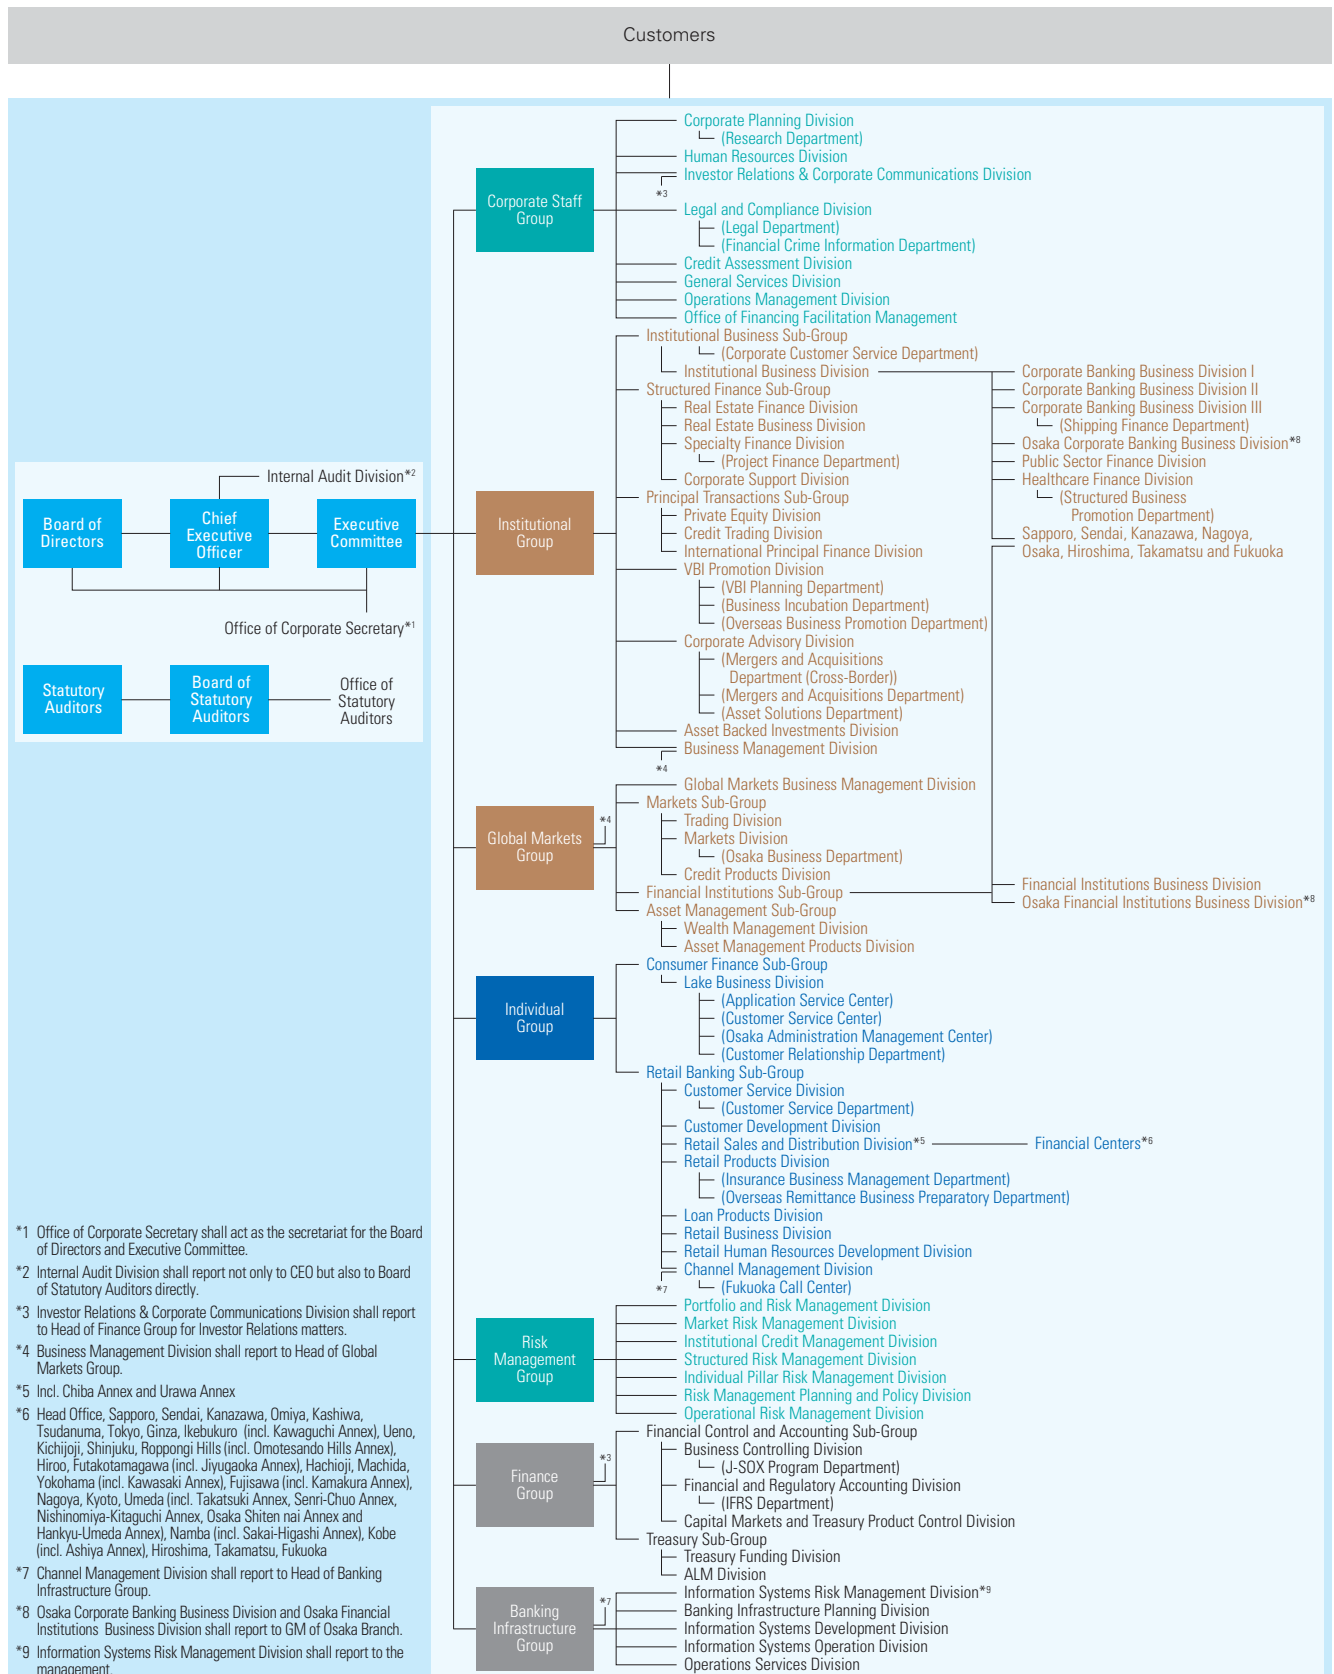 Customers
Corporate Staff
Group
Corporate Planning Division
(Research Department)
Human Resources Division
Investor Relations & Corporate Communications Division
*3
Legal and Compliance Division
(Legal Department)
(Financial Crime Information Department)
Credit Assessment Division
General Services Division
Operations Management Division
Office of Financing Facilitation Management
Institutional
Group
Institutional Business Sub-Group
(Corporate Customer Service Department)
Institutional Business Division
Structured Finance Sub-Group
Real Estate Finance Division
Real Estate Business Division
Specialty Finance Division
(Project Finance Department)
Corporate Support Division
Principal Transactions Sub-Group
Private Equity Division
Credit Trading Division
International Principal Finance Division
VBI Promotion Division
(VBI Planning Department)
(Business Incubation Department)
(Overseas Business Promotion Department)
Corporate Advisory Division
(Mergers and Acquisitions
Department (Cross-Border))
(Mergers and Acquisitions Department)
(Asset Solutions Department)
Asset Backed Investments Division
Business Management Division
*4
Corporate Banking Business Division I
Corporate Banking Business Division II
Corporate Banking Business Division III
(Shipping Finance Department)
Osaka Corporate Banking Business Division*8
Public Sector Finance Division
Healthcare Finance Division
(Structured Business
Promotion Department)
Sapporo, Sendai, Kanazawa, Nagoya,
Osaka, Hiroshima, Takamatsu and Fukuoka
Internal Audit Division*2
Board of
Directors
Chief
Executive
Officer
Executive
Committee
Office of Corporate Secretary*1
Statutory
Auditors
Board of
Statutory
Auditors
Office of
Statutory
Auditors
Global Markets
Group
*4
Global Markets Business Management Division
Markets Sub-Group
Trading Division
Markets Division
(Osaka Business Department)
Credit Products Division
Financial Institutions Sub-Group
Asset Management Sub-Group
Wealth Management Division
Asset Management Products Division
Financial Institutions Business Division
Osaka Financial Institutions Business Division*8
Individual
Group
Consumer Finance Sub-Group
Lake Business Division
(Application Service Center)
(Customer Service Center)
(Osaka Administration Management Center)
(Customer Relationship Department)
Retail Banking Sub-Group
Customer Service Division
(Customer Service Department)
Customer Development Division
Retail Sales and Distribution Division*5
Financial Centers*6
Retail Products Division
(Insurance Business Management Department)
(Overseas Remittance Business Preparatory Department)
Loan Products Division
Retail Business Division
Retail Human Resources Development Division
Channel Management Division
*7
(Fukuoka Call Center)
Risk
Management
Group
Portfolio and Risk Management Division
Market Risk Management Division
Institutional Credit Management Division
Structured Risk Management Division
Individual Pillar Risk Management Division
Risk Management Planning and Policy Division
Operational Risk Management Division
Finance
Group
*3
Financial Control and Accounting Sub-Group
Business Controlling Division
(J-SOX Program Department)
Financial and Regulatory Accounting Division
(IFRS Department)
Capital Markets and Treasury Product Control Division
Treasury Sub-Group
Treasury Funding Division
ALM Division
Banking
Infrastructure
Group
*7
Information Systems Risk Management Division*9
Banking Infrastructure Planning Division
Information Systems Development Division
Information Systems Operation Division
Operations Services Division
*1 Office of Corporate Secretary shall act as the secretariat for the Board
of Directors and Executive Committee.
*2 Internal Audit Division shall report not only to CEO but also to Board
of Statutory Auditors directly.
*3 Investor Relations & Corporate Communications Division shall report
to Head of Finance Group for Investor Relations matters.
*4 Business Management Division shall report to Head of Global
Markets Group.
*5 Incl. Chiba Annex and Urawa Annex
*6 Head Office, Sapporo, Sendai, Kanazawa, Omiya, Kashiwa,
Tsudanuma, Tokyo, Ginza, Ikebukuro (incl. Kawaguchi Annex), Ueno,
Kichijoji, Shinjuku, Roppongi Hills (incl. Omotesando Hills Annex),
Hiroo, Futakotamagawa (incl. Jiyugaoka Annex), Hachioji, Machida,
Yokohama (incl. Kawasaki Annex), Fujisawa (incl. Kamakura Annex),
Nagoya, Kyoto, Umeda (incl. Takatsuki Annex, Senri-Chuo Annex,
Nishinomiya-Kitaguchi Annex, Osaka Shiten nai Annex and
Hankyu-Umeda Annex), Namba (incl. Sakai-Higashi Annex), Kobe
(incl. Ashiya Annex), Hiroshima, Takamatsu, Fukuoka
*7 Channel Management Division shall report to Head of Banking
Infrastructure Group.
*8 Osaka Corporate Banking Business Division and Osaka Financial
Institutions Business Division shall report to GM of Osaka Branch.
*9 Information Systems Risk Management Division shall report to the
management.